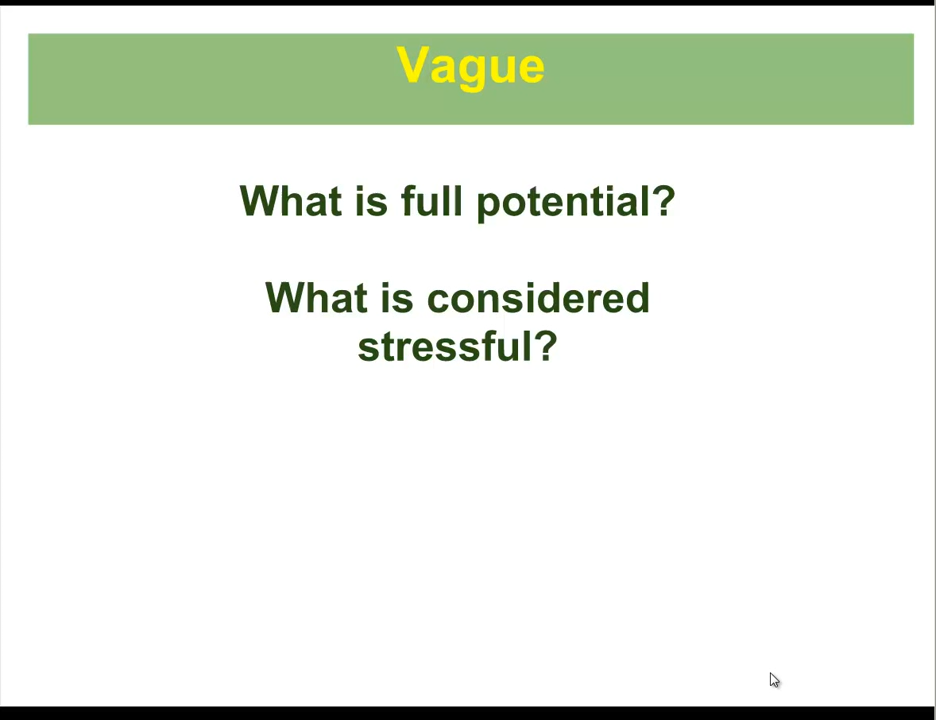 Vague
What is full potential?
What is considered
stressful?